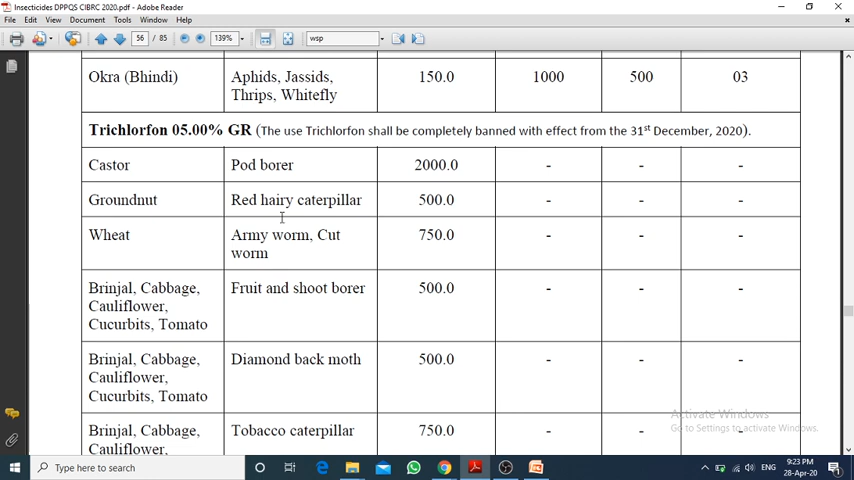 Insecticides DPPQS CIBRC 2020.pdf - Adobe Reader
File Edit View Document Tools Window Help
56 / 85 139% wsp
Okra (Bhindi) Aphids, Jassids, 150.0 1000 500 03
Thrips, Whitefly
Trichlorfon 05.00% GR (The use Trichlorfon shall be completely banned with effect from the 31st December, 2020).
Castor Pod borer 2000.0 - - -
Groundnut Red hairy caterpillar 500.0 - - -
Wheat Army worm, Cut 750.0 - - -
worm
Brinjal, Cabbage, Fruit and shoot borer 500.0 - - -
Cauliflower,
Cucurbits, Tomato
Brinjal, Cabbage, Diamond back moth 500.0 - - -
Cauliflower,
Cucurbits, Tomato
Activate Windows
Go to Settings to activate Windows.
Brinjal, Cabbage, Tobacco caterpillar 750.0 - - -
Cauliflower,
Type here to search
ENG 9:23 PM
28-Apr-20